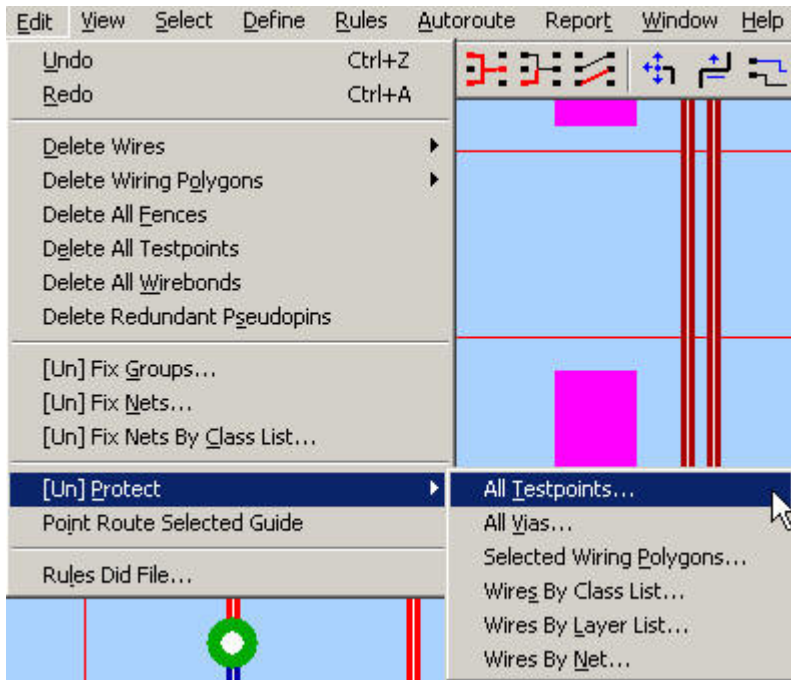 Edit View Select Define Rules Autoroute Report Window Help
Undo Ctrl+Z
Redo Ctrl+A
Delete Wires
Delete Wiring Polygons
Delete All Fences
Delete All Testpoints
Delete All Wirebonds
Delete Redundant Pseudopins
[Un] Fix Groups...
[Un] Fix Nets...
[Un] Fix Nets By Class List...
[Un] Protect
Point Route Selected Guide
Rules Did File...
All Testpoints...
All Vias...
Selected Wiring Polygons...
Wires By Class List...
Wires By Layer List...
Wires By Net...